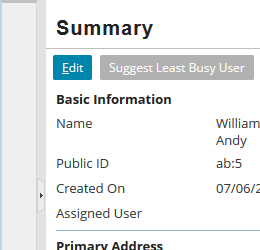 Summary
Edit Suggest Least Busy User
Basic Information
Name William
Andy
Public ID ab:5
Created On 07/06/2
Assigned User
Primary Address